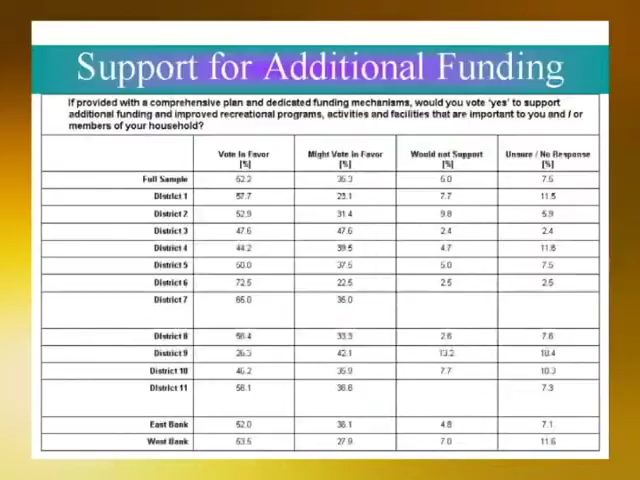 Support for Additional Funding
If provided with a comprehensive plan and dedicated funding mechanisms, would you vote 'yes' to support
additional funding and improved recreational programs, activities and facilities that are important to you and / or
members of your household?
Vote In Favor [%] Might Vote In Favor [%] Would not Support [%] Unsure / No Response [%]
Full Sample 52.2 35.3 5.0 7.5
District 1 57.7 23.1 7.7 11.5
District 2 52.9 31.4 9.8 5.9
District 3 47.6 47.6 2.4 2.4
District 4 44.2 39.5 4.7 11.6
District 5 50.0 37.5 5.0 7.5
District 6 72.5 22.5 2.5 2.5
District 7 65.0 35.0
District 8 56.4 33.3 2.6
District 9 26.3 42.1 13.2 18.4
District 10 46.2 35.9 7.7 10.3
District 11 56.1 36.6 7.3
East Bank 52.0 36.1 4.8 7.1
West Bank 53.5 27.9 7.0 11.6